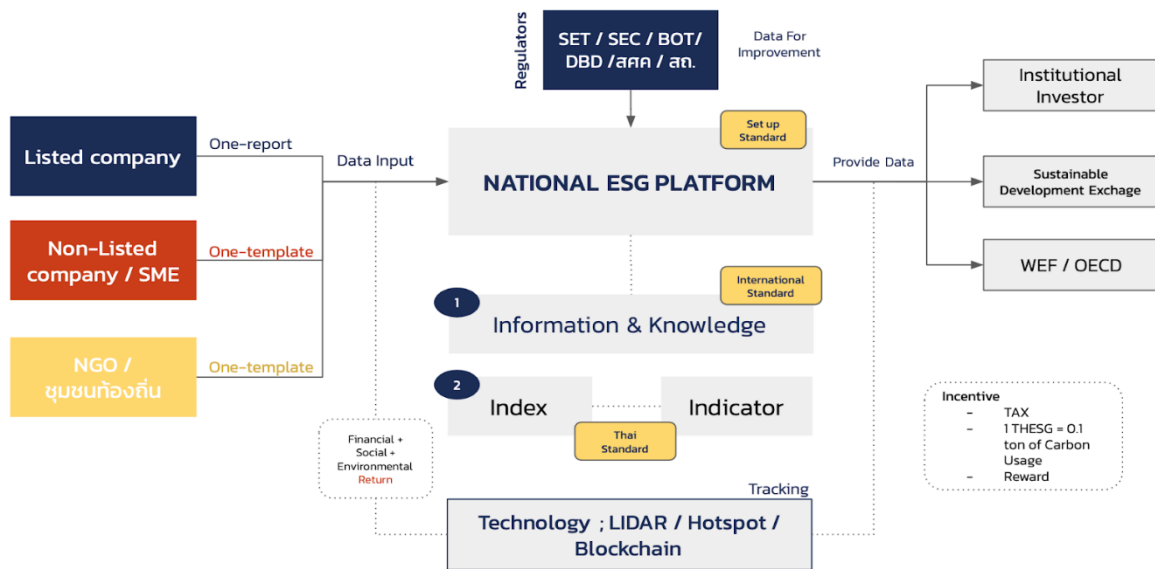 Regulators
SET / SEC / BOT/
DBD /สศค / สถ.
Data For
Improvement
Listed company
One-report
Non-Listed
company / SME
One-template
NGO /
ชุมชนท้องถิ่น
One-template
Data Input
Set up
Standard
NATIONAL ESG PLATFORM
Provide Data
Institutional
Investor
Sustainable
Development Exchage
WEF / OECD
International
Standard
1
Information & Knowledge
2
Index
Indicator
Thai
Standard
Financial +
Social +
Environmental
Return
Tracking
Technology ; LIDAR / Hotspot /
Blockchain
Incentive
- TAX
- 1 THESG = 0.1
ton of Carbon
Usage
- Reward